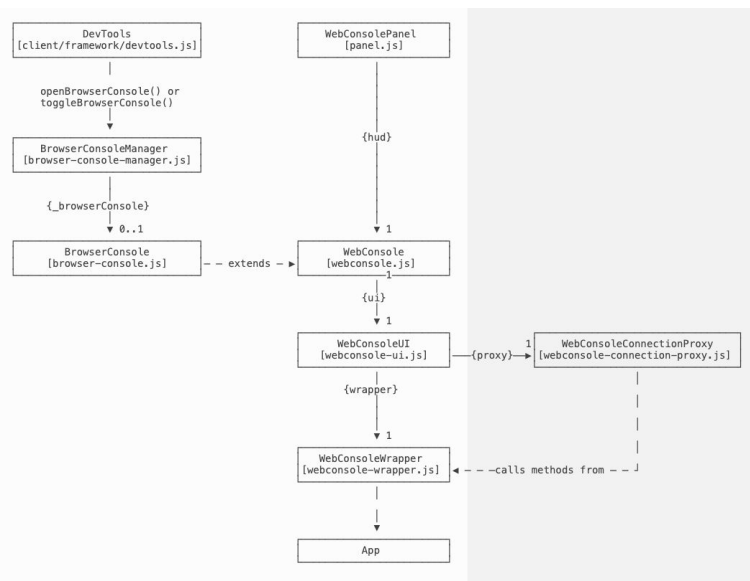 DevTools
[client/framework/devtools.js]
WebConsolePanel
[panel.js]
openBrowserConsole() or
toggleBrowserConsole()
{hud}
BrowserConsoleManager
[browser-console-manager.js]
{_browserConsole}
0..1
1
BrowserConsole
[browser-console.js]
extends
WebConsole
[webconsole.js]
1
{ui}
1
WebConsoleUI
[webconsole-ui.js]
{proxy}
1
WebConsoleConnectionProxy
[webconsole-connection-proxy.js]
{wrapper}
1
WebConsoleWrapper
[webconsole-wrapper.js]
calls methods from
App